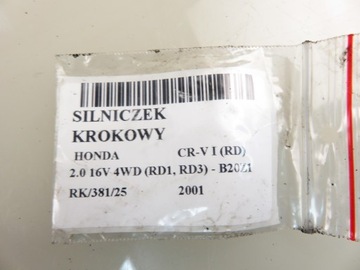 SILNICZEK
KROKOWY
HONDA CR-V I (RD)
2.0 16V 4WD (RD1, RD3) - B20Z1
RK/381/25 2001